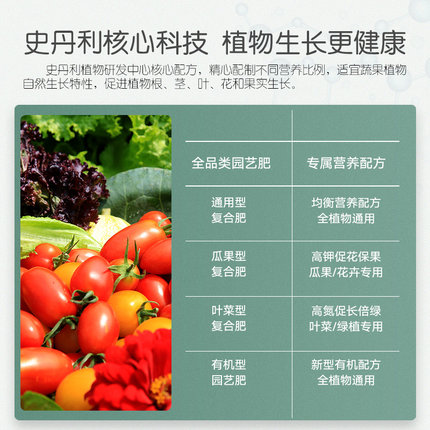 史丹利核心科技 植物生长更健康
史丹利植物研发中心核心配方，精心配制不同营养比例，适宜蔬果植物
自然生长特性，促进植物根、茎、叶、花和果实生长。
全品类园艺肥 专属营养配方
通用型 均衡营养配方
复合肥 全植物通用
瓜果型 高钾促花保果
复合肥 瓜果/花卉专用
叶菜型 高氮促长倍绿
复合肥 叶菜/绿植专用
有机型 新型有机配方
园艺肥 全植物通用